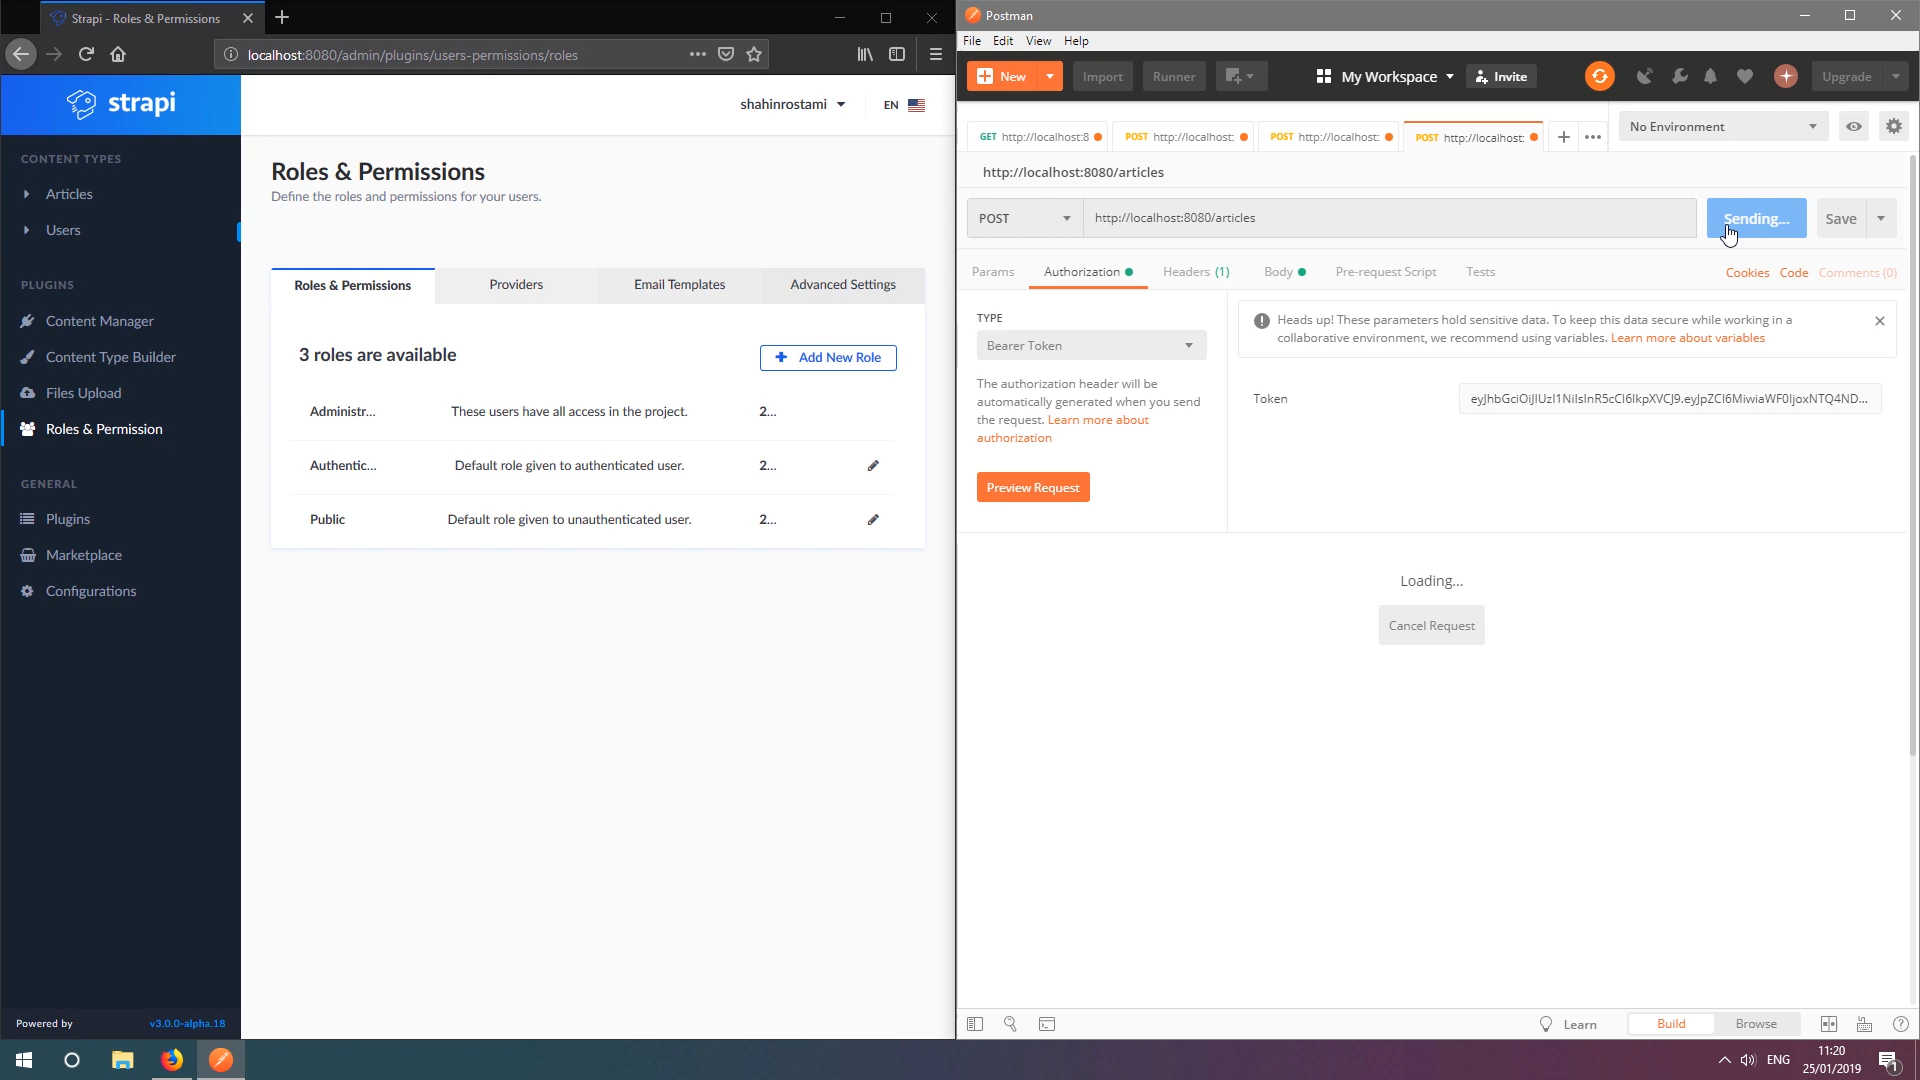 Strapi - Roles & Permissions
localhost:8080/admin/plugins/users-permissions/roles
strapi
shahinrostami
EN
CONTENT TYPES
Articles
Users
PLUGINS
Content Manager
Content Type Builder
Files Upload
Roles & Permission
GENERAL
Plugins
Marketplace
Configurations
Powered by v3.0.0-alpha.18
Roles & Permissions
Define the roles and permissions for your users.
Roles & Permissions Providers Email Templates Advanced Settings
3 roles are available
Add New Role
Administr... These users have all access in the project. 2...
Authentic... Default role given to authenticated user. 2...
Public Default role given to unauthenticated user. 2...
Postman
File Edit View Help
New Import Runner My Workspace Invite Upgrade
GET http://localhost:8 POST http://localhost: POST http://localhost: POST http://localhost: No Environment
http://localhost:8080/articles
POST http://localhost:8080/articles Sending... Save
Params Authorization Headers (1) Body Pre-request Script Tests Cookies Code Comments (0)
TYPE
Bearer Token
The authorization header will be
automatically generated when you send
the request. Learn more about
authorization
Preview Request
Heads up! These parameters hold sensitive data. To keep this data secure while working in a
collaborative environment, we recommend using variables. Learn more about variables
Token
Loading...
Cancel Request
Learn Build Browse
ENG
11:20
25/01/2019
1